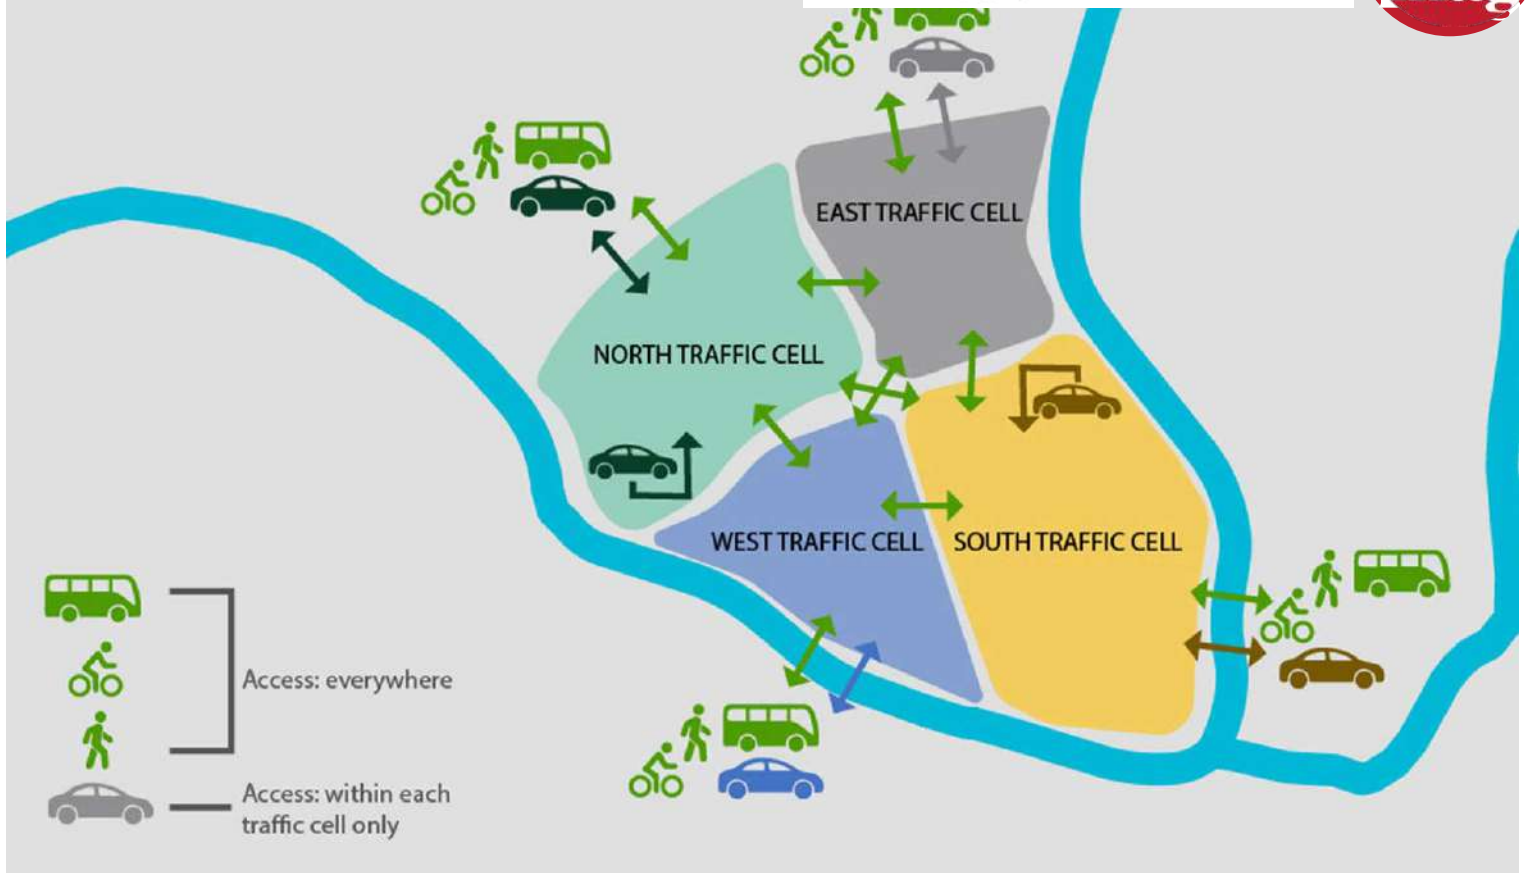 EAST TRAFFIC CELL
NORTH TRAFFIC CELL
WEST TRAFFIC CELL
SOUTH TRAFFIC CELL
Access: everywhere
Access: within each
traffic cell only